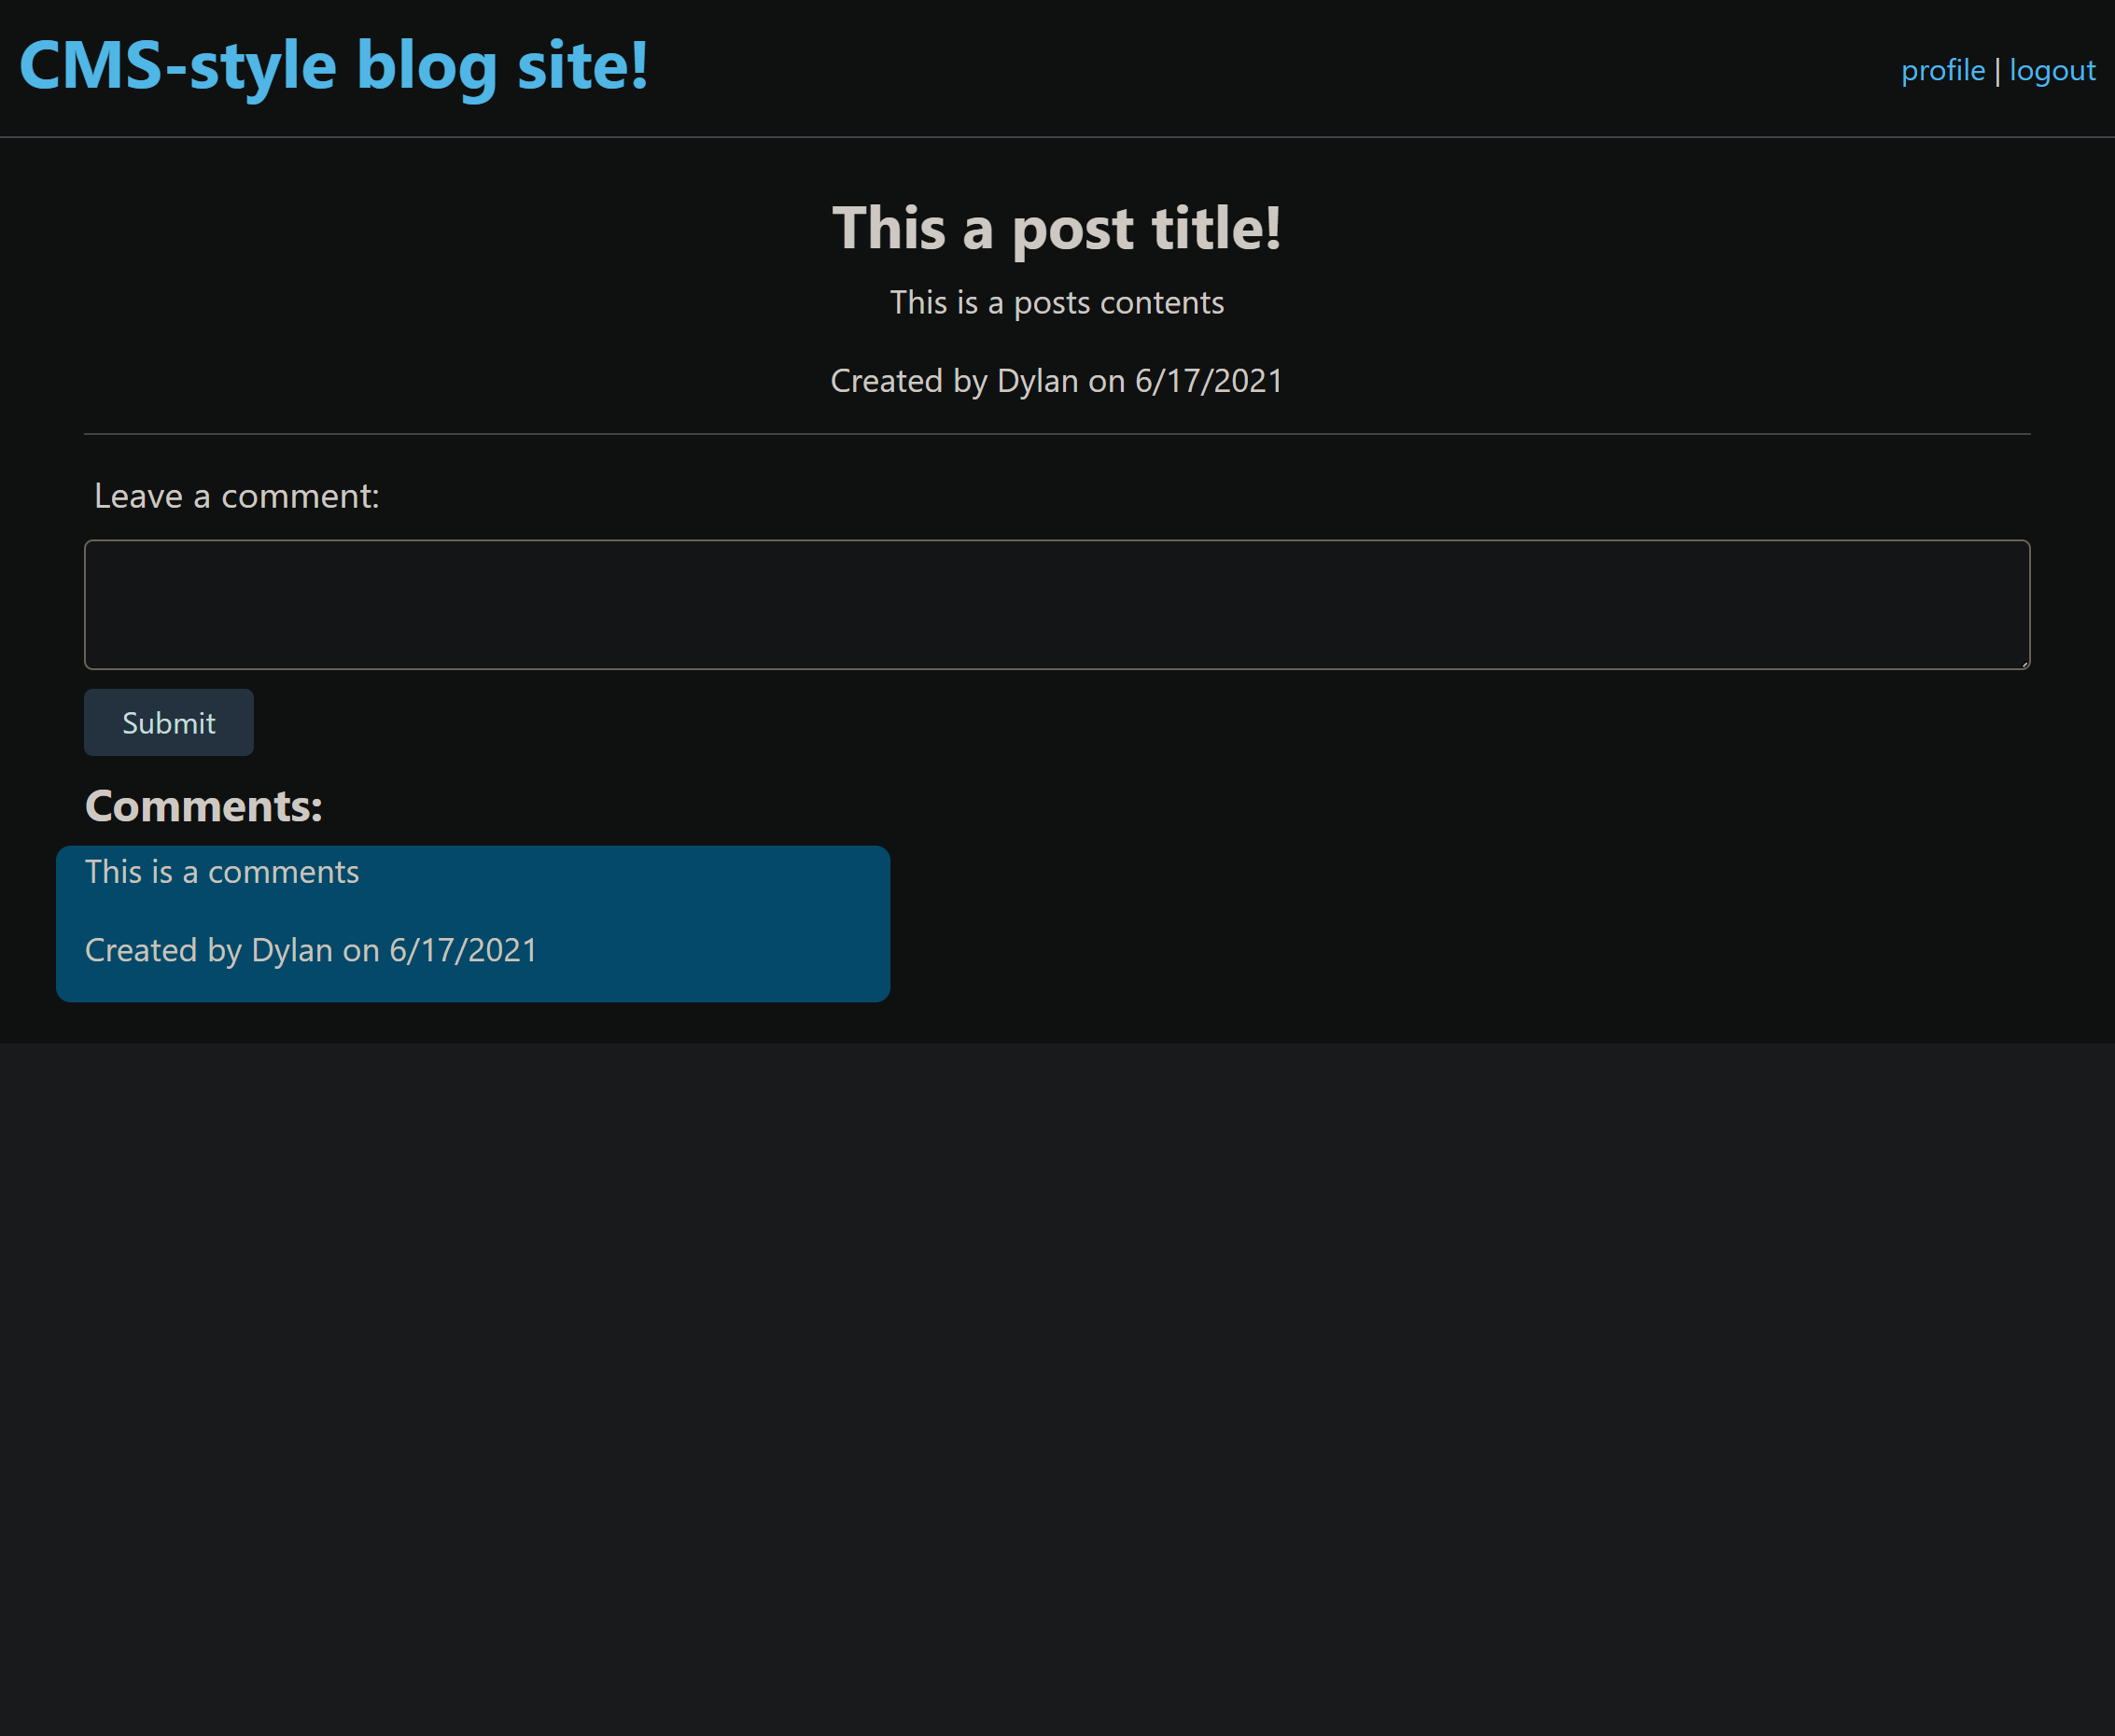 CMS-style blog site!
profile | logout
This a post title!
This is a posts contents
Created by Dylan on 6/17/2021
Leave a comment:
Submit
Comments:
This is a comments
Created by Dylan on 6/17/2021